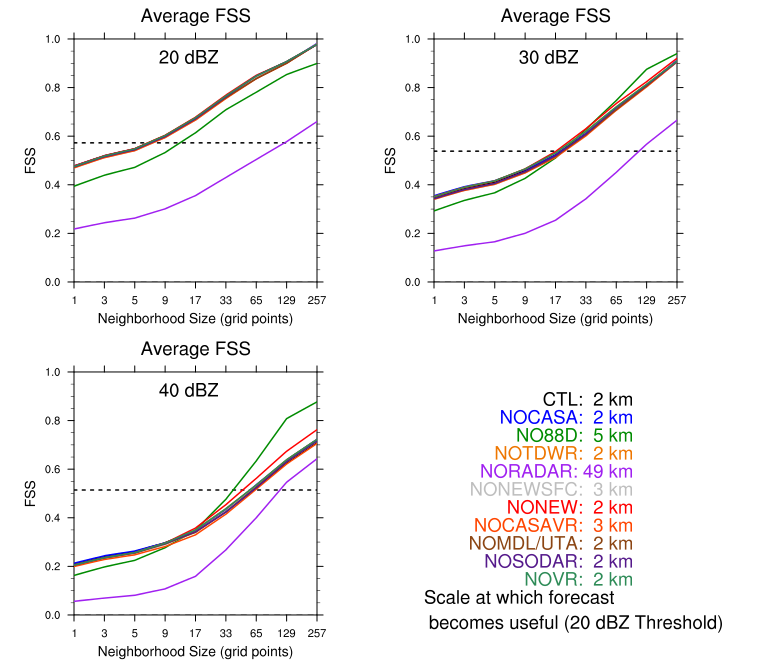 Average FSS
20 dBZ
1.0
0.8
0.6
0.4
0.2
0.0
FSS
1 3 5 9 17 33 65 129 257
Neighborhood Size (grid points)
Average FSS
30 dBZ
1.0
0.8
0.6
0.4
0.2
0.0
FSS
1 3 5 9 17 33 65 129 257
Neighborhood Size (grid points)
Average FSS
40 dBZ
1.0
0.8
0.6
0.4
0.2
0.0
FSS
1 3 5 9 17 33 65 129 257
Neighborhood Size (grid points)
CTL: 2 km
NOCASA: 2 km
NO88D: 5 km
NOTDWR: 2 km
NORADAR: 49 km
NONEWSFC: 3 km
NONEW: 2 km
NOCASAVR: 3 km
NOMDL/UTA: 2 km
NOSODAR: 2 km
NOVR: 2 km
Scale at which forecast
becomes useful (20 dBZ Threshold)